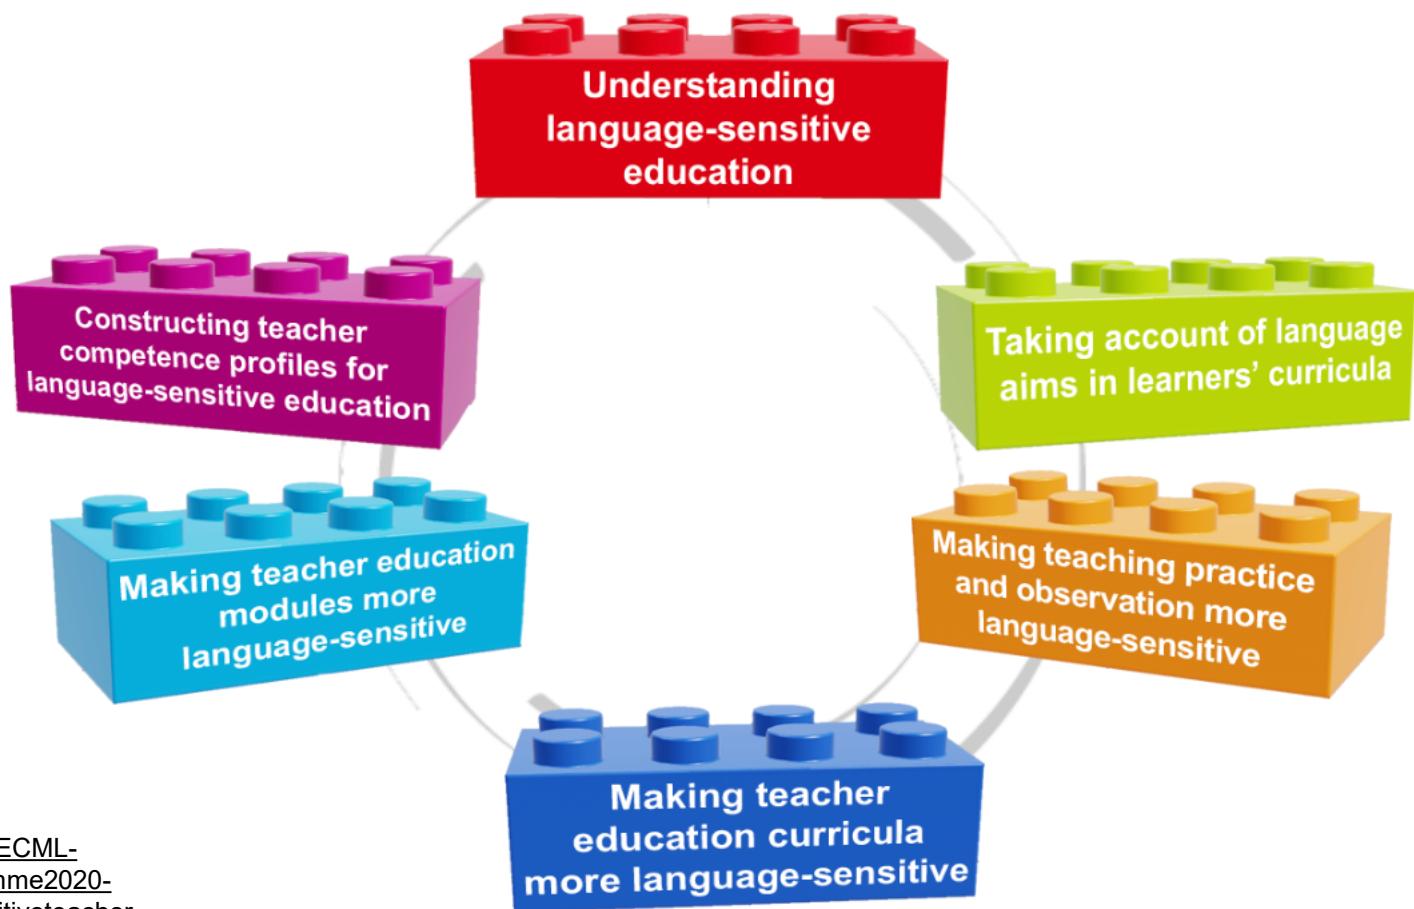 Understanding
language-sensitive
education
Constructing teacher
competence profiles for
language-sensitive education
Taking account of language
aims in learners’ curricula
Making teacher education
modules more
language-sensitive
Making teaching practice
and observation more
language-sensitive
Making teacher
education curricula
more language-sensitive
ECML-
nme2020-
itiveteacher